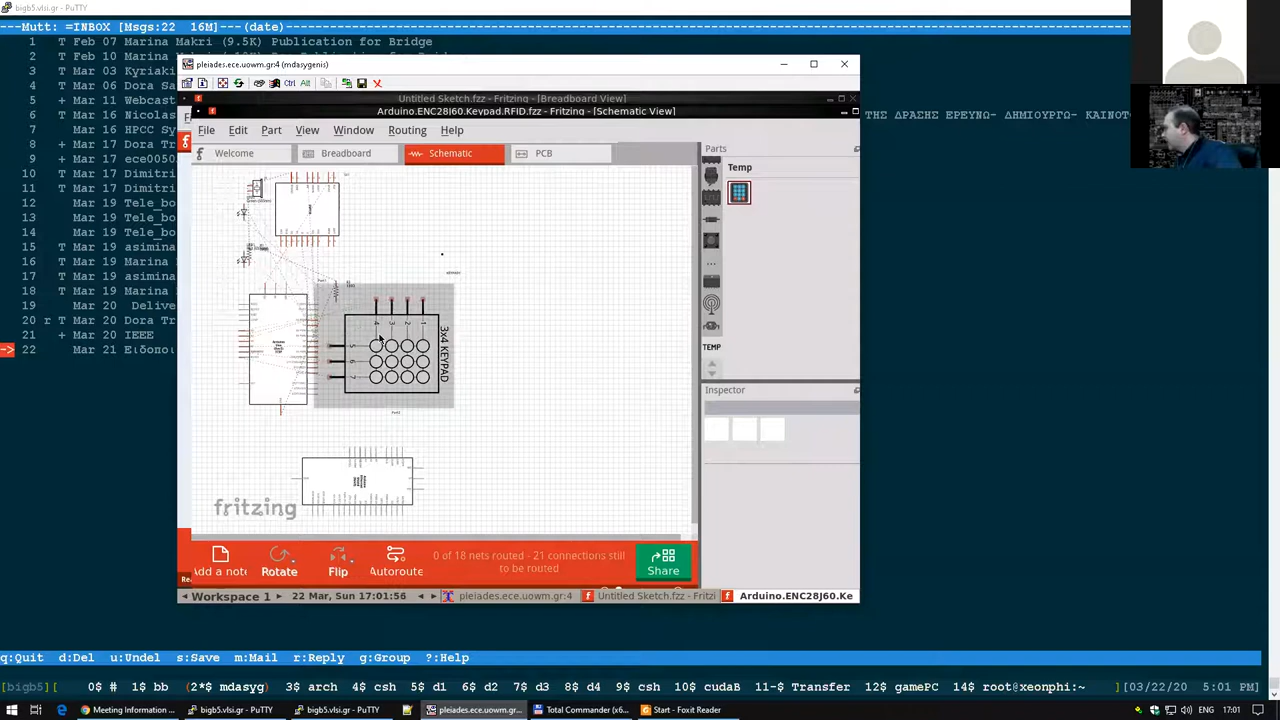 bigb5.vlsi.gr - PuTTY
--Mutt: =INBOX [Msgs:22 16M]---(date)
1 T Feb 07 Marina Makri (9.5K) Publication for Bridge
2 T Feb 10 Marina
3 T Mar 03 Kyriaki
4 T Mar 06 Dora Sa
5 + Mar 11 Webcast
6 T Mar 16 Nicolas
ΤΗΣ ΔΡΑΣΗΣ ΕΡΕΥΝΩ- ΔΗΜΙΟΥΡΓΩ- ΚΑΙΝΟΤ
7 Mar 16 HPCC Sy
8 + Mar 17 Dora Tr
9 + Mar 17 ece005
10 T Mar 17 Dimitri
11 T Mar 18 Dimitri
12 Mar 19 Tele_bo
13 Mar 19 Tele_bo
14 Mar 19 Tele_bo
15 T Mar 19 asimina
16 T Mar 19 Marina
17 T Mar 19 asimina
18 T Mar 19 Marina
19 Mar 20 Delive
20 r T Mar 20 Dora Tr
21 + Mar 20 IEEE
-> 22 Mar 21 Ειδοποι
pleiades.ece.uowm.gr:4 (mdasygenis)
Ctrl Alt
Untitled Sketch.fzz - Fritzing - [Breadboard View]
Arduino.ENC28J60.Keypad.RFID.fzz - Fritzing - [Schematic View]
File Edit Part View Window Routing Help
Welcome Breadboard Schematic PCB
Parts
Temp
TEMP
Inspector
4 3 2 1
5
6
7
3x4 KEYPAD
fritzing
Add a note
Rotate
Flip
Autoroute
0 of 18 nets routed - 21 connections still to be routed
Share
Workspace 1
22 Mar, Sun 17:01:56
pleiades.ece.uowm.gr:4
Untitled Sketch.fzz - Fritzi
Arduino.ENC28J60.Ke
q:Quit d:Del u:Undel s:Save m:Mail r:Reply g:Group ?:Help
[bigb5][ 0$ # 1$ bb (2*$ mdasyg) 3$ arch 4$ csh 5$ d1 6$ d2 7$ d3 8$ d4 9$ csh 10$ cudaB 11-$ Transfer 12$ gamePC 14$ root@xeonphi:~ ][03/22/20 5:01 PM]
Meeting Information ...
bigb5.vlsi.gr - PuTTY
bigb5.vlsi.gr - PuTTY
pleiades.ece.uowm.gr...
Total Commander (x6...
Start - Foxit Reader
ENG 17:01